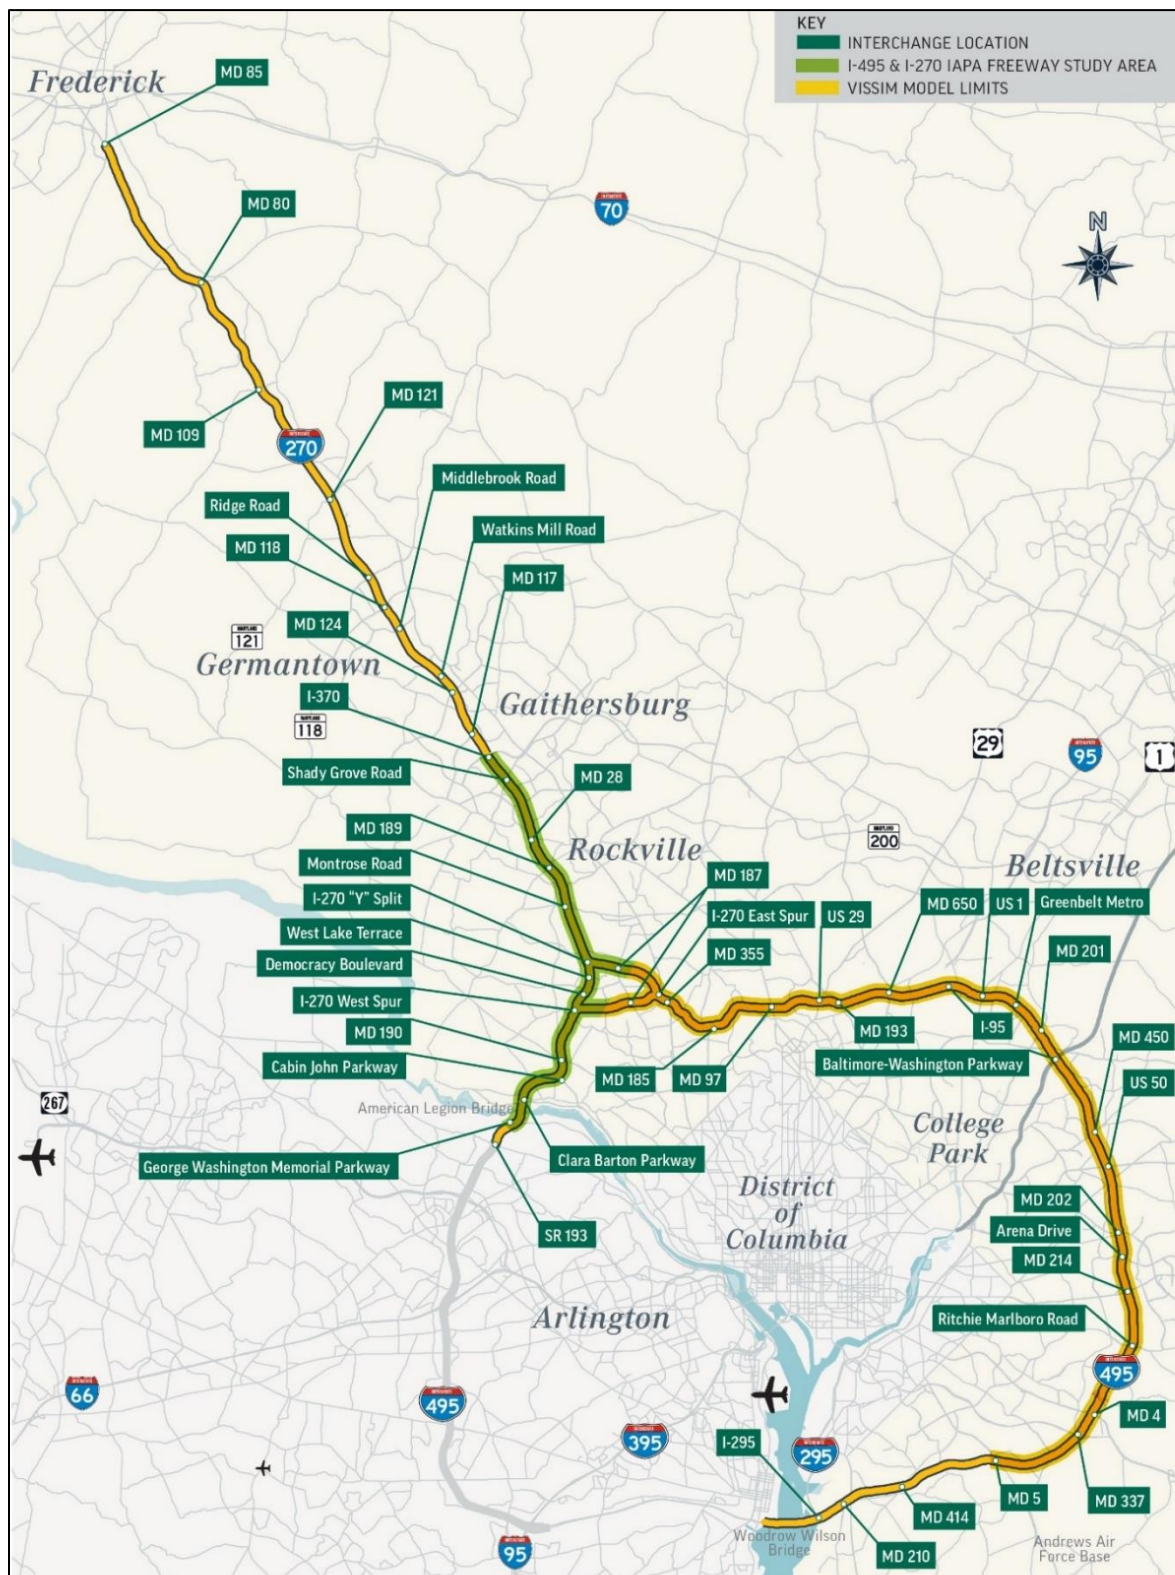 KEY
INTERCHANGE LOCATION
I-495 & I-270 IAPA FREEWAY STUDY AREA
VISSIM MODEL LIMITS
Frederick
MD 85
MD 80
70
N
MD 121
MD 109
270
Middlebrook Road
Ridge Road
Watkins Mill Road
MD 118
MD 117
MD 124
MARYLAND
121
Germantown
I-370
Gaithersburg
MARYLAND
118
29
95
1
Shady Grove Road
MD 28
MD 189
MARYLAND
200
Rockville
Montrose Road
Beltsville
MD 187
I-270 "Y" Split
MD 650
US 1
Greenbelt Metro
I-270 East Spur
US 29
West Lake Terrace
MD 201
Democracy Boulevard
MD 355
I-270 West Spur
MD 190
MD 193
I-95
MD 450
Cabin John Parkway
MD 185
MD 97
Baltimore-Washington Parkway
US 50
267
American Legion Bridge
College
Park
George Washington Memorial Parkway
Clara Barton Parkway
District
of
Columbia
MD 202
Arena Drive
SR 193
MD 214
Arlington
Ritchie Marlboro Road
INTERSTATE
495
66
495
MD 4
395
I-295
295
MD 5
MD 337
MD 414
Woodrow Wilson
Bridge
MD 210
Andrews Air
Force Base
95